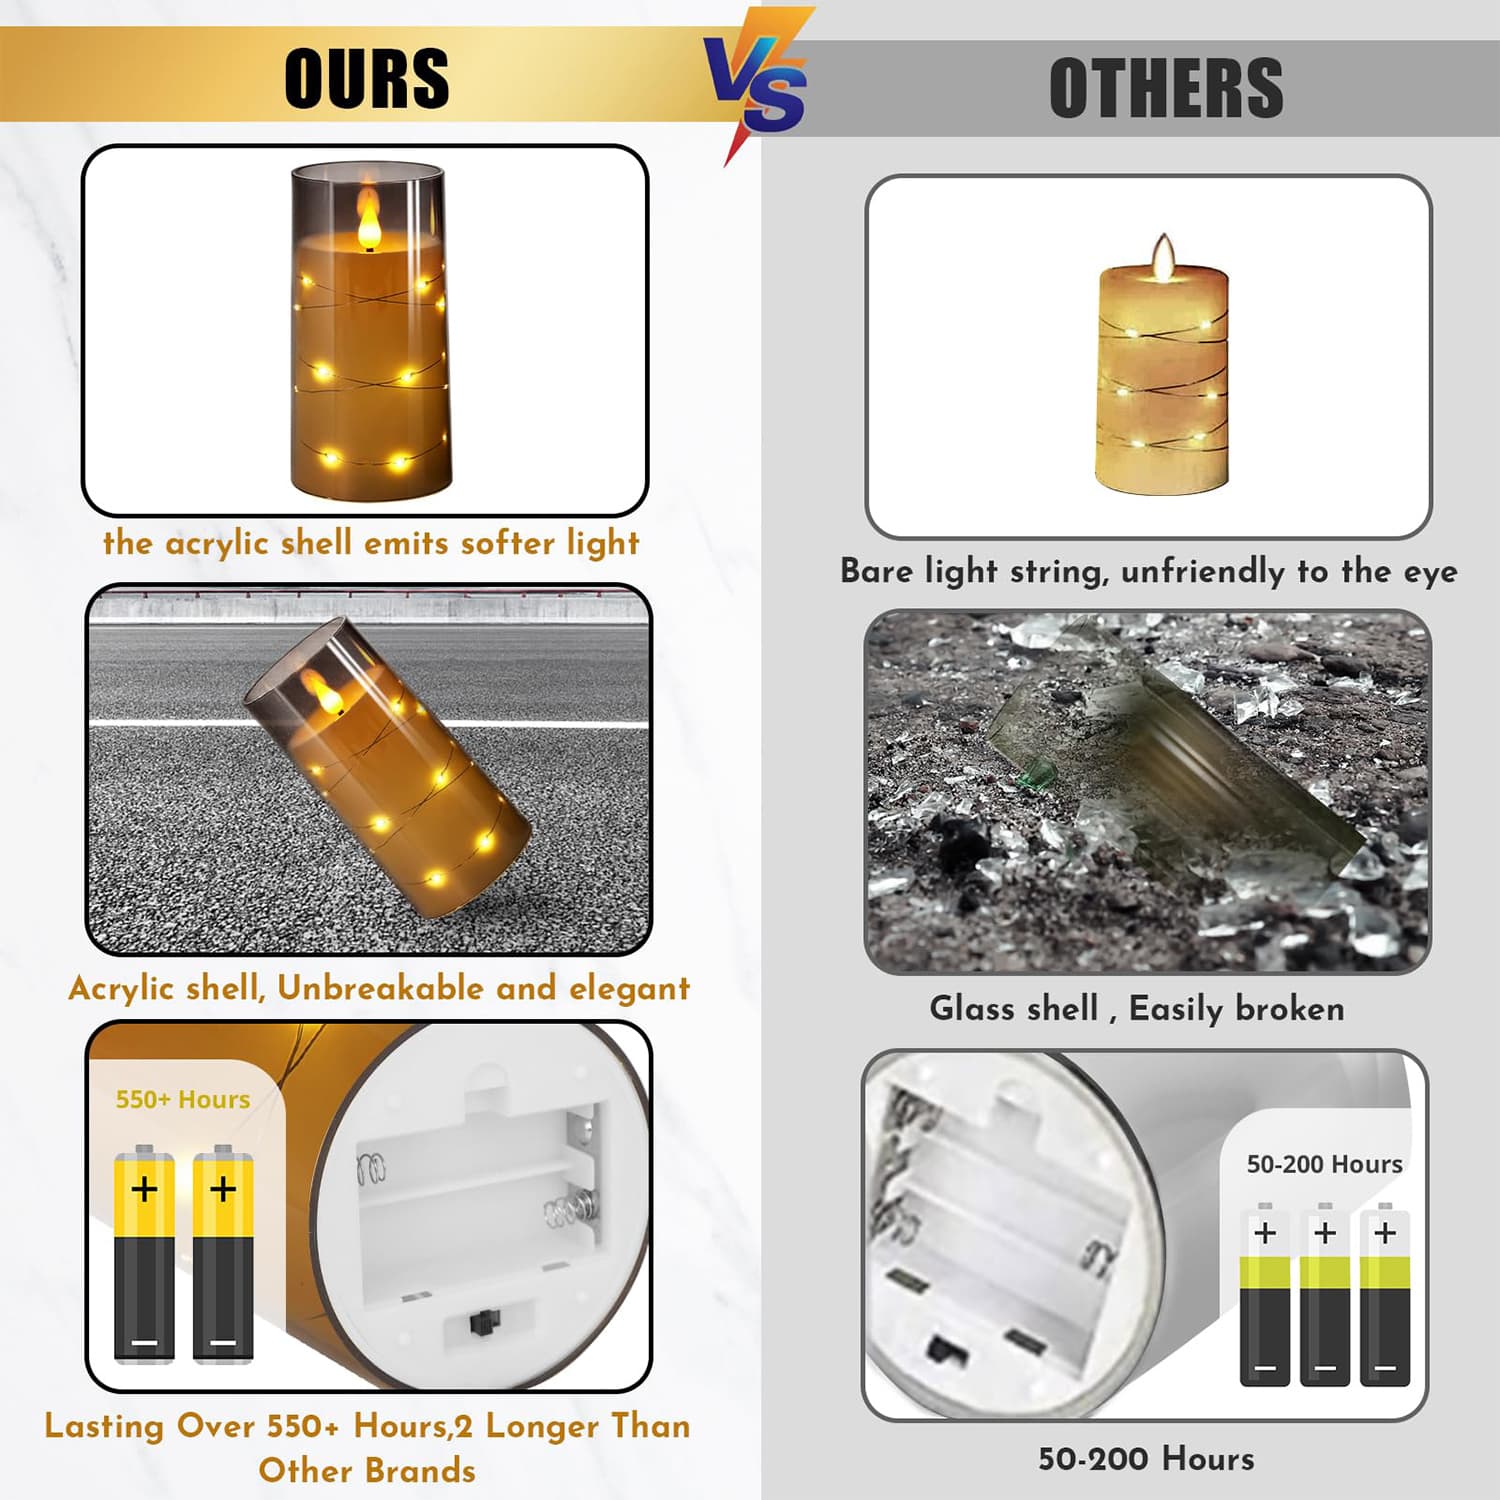 OURS
VS
OTHERS
the acrylic shell emits softer light
Bare light string, unfriendly to the eye
Acrylic shell, Unbreakable and elegant
Glass shell , Easily broken
550+ Hours
+ +
— —
50-200 Hours
+ + +
— — —
Lasting Over 550+ Hours,2 Longer Than
Other Brands
50-200 Hours